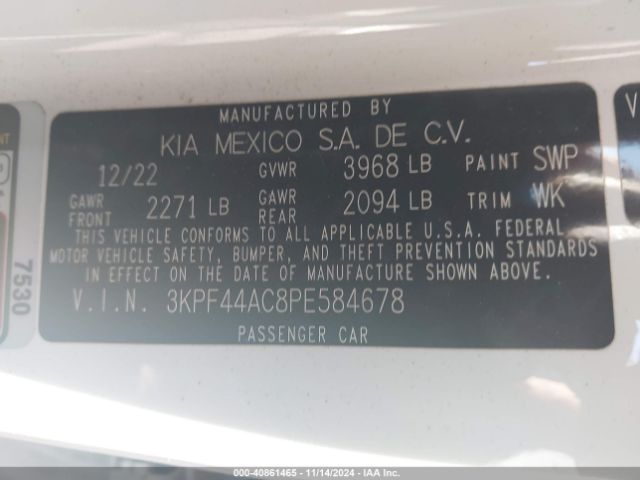 MANUFACTURED BY
KIA MEXICO S.A. DE C.V.
12/22 GVWR 3968 LB PAINT SWP
GAWR FRONT 2271 LB GAWR REAR 2094 LB TRIM WK
THIS VEHICLE CONFORMS TO ALL APPLICABLE U.S.A. FEDERAL
MOTOR VEHICLE SAFETY, BUMPER, AND THEFT PREVENTION STANDARDS
IN EFFECT ON THE DATE OF MANUFACTURE SHOWN ABOVE.
V.I.N. 3KPF44AC8PE584678
PASSENGER CAR
7530
V
© - 40861465 - 11/14/2024 - IAA Inc.